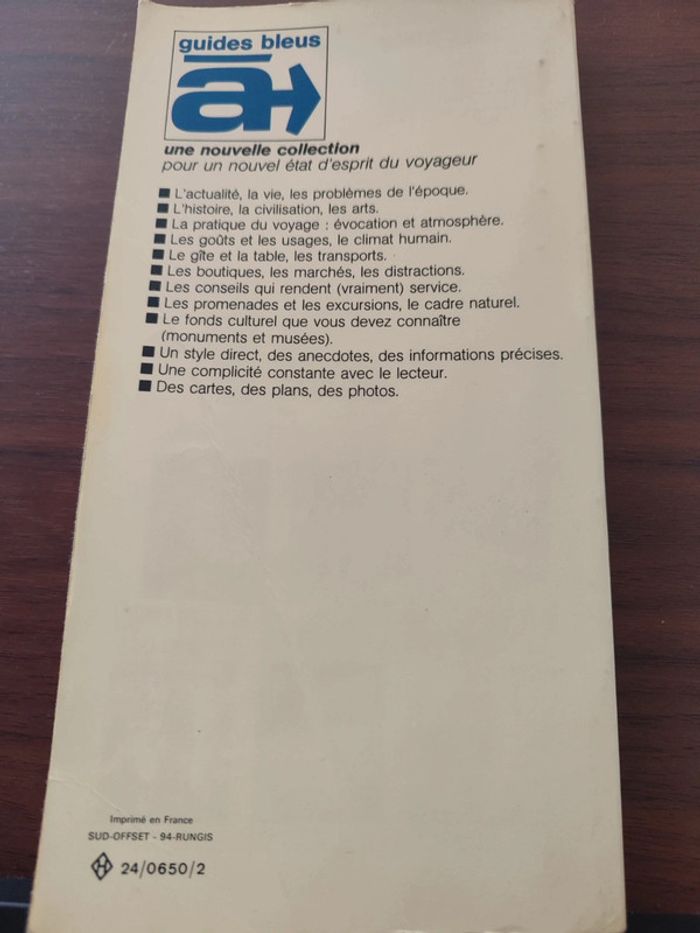 guides bleus
à
une nouvelle collection
pour un nouvel état d'esprit du voyageur
■ L'actualité, la vie, les problèmes de l'époque.
■ L'histoire, la civilisation, les arts.
■ La pratique du voyage : évocation et atmosphère.
■ Les goûts et les usages, le climat humain.
■ Le gîte et la table, les transports.
■ Les boutiques, les marchés, les distractions.
■ Les conseils qui rendent (vraiment) service.
■ Les promenades et les excursions, le cadre naturel.
■ Le fonds culturel que vous devez connaître
(monuments et musées).
■ Un style direct, des anecdotes, des informations précises.
■ Une complicité constante avec le lecteur.
■ Des cartes, des plans, des photos.
Imprimé en France
SUD-OFFSET - 94-RUNGIS
H 24/0650/2